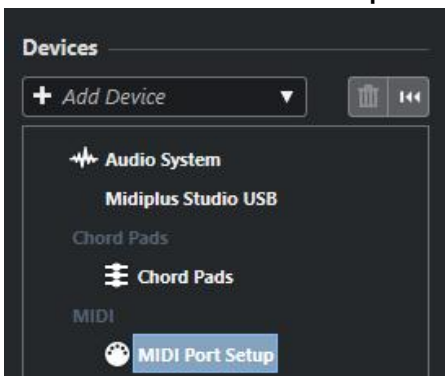 Devices
+ Add Device
Audio System
Midiplus Studio USB
Chord Pads
Chord Pads
MIDI
MIDI Port Setup